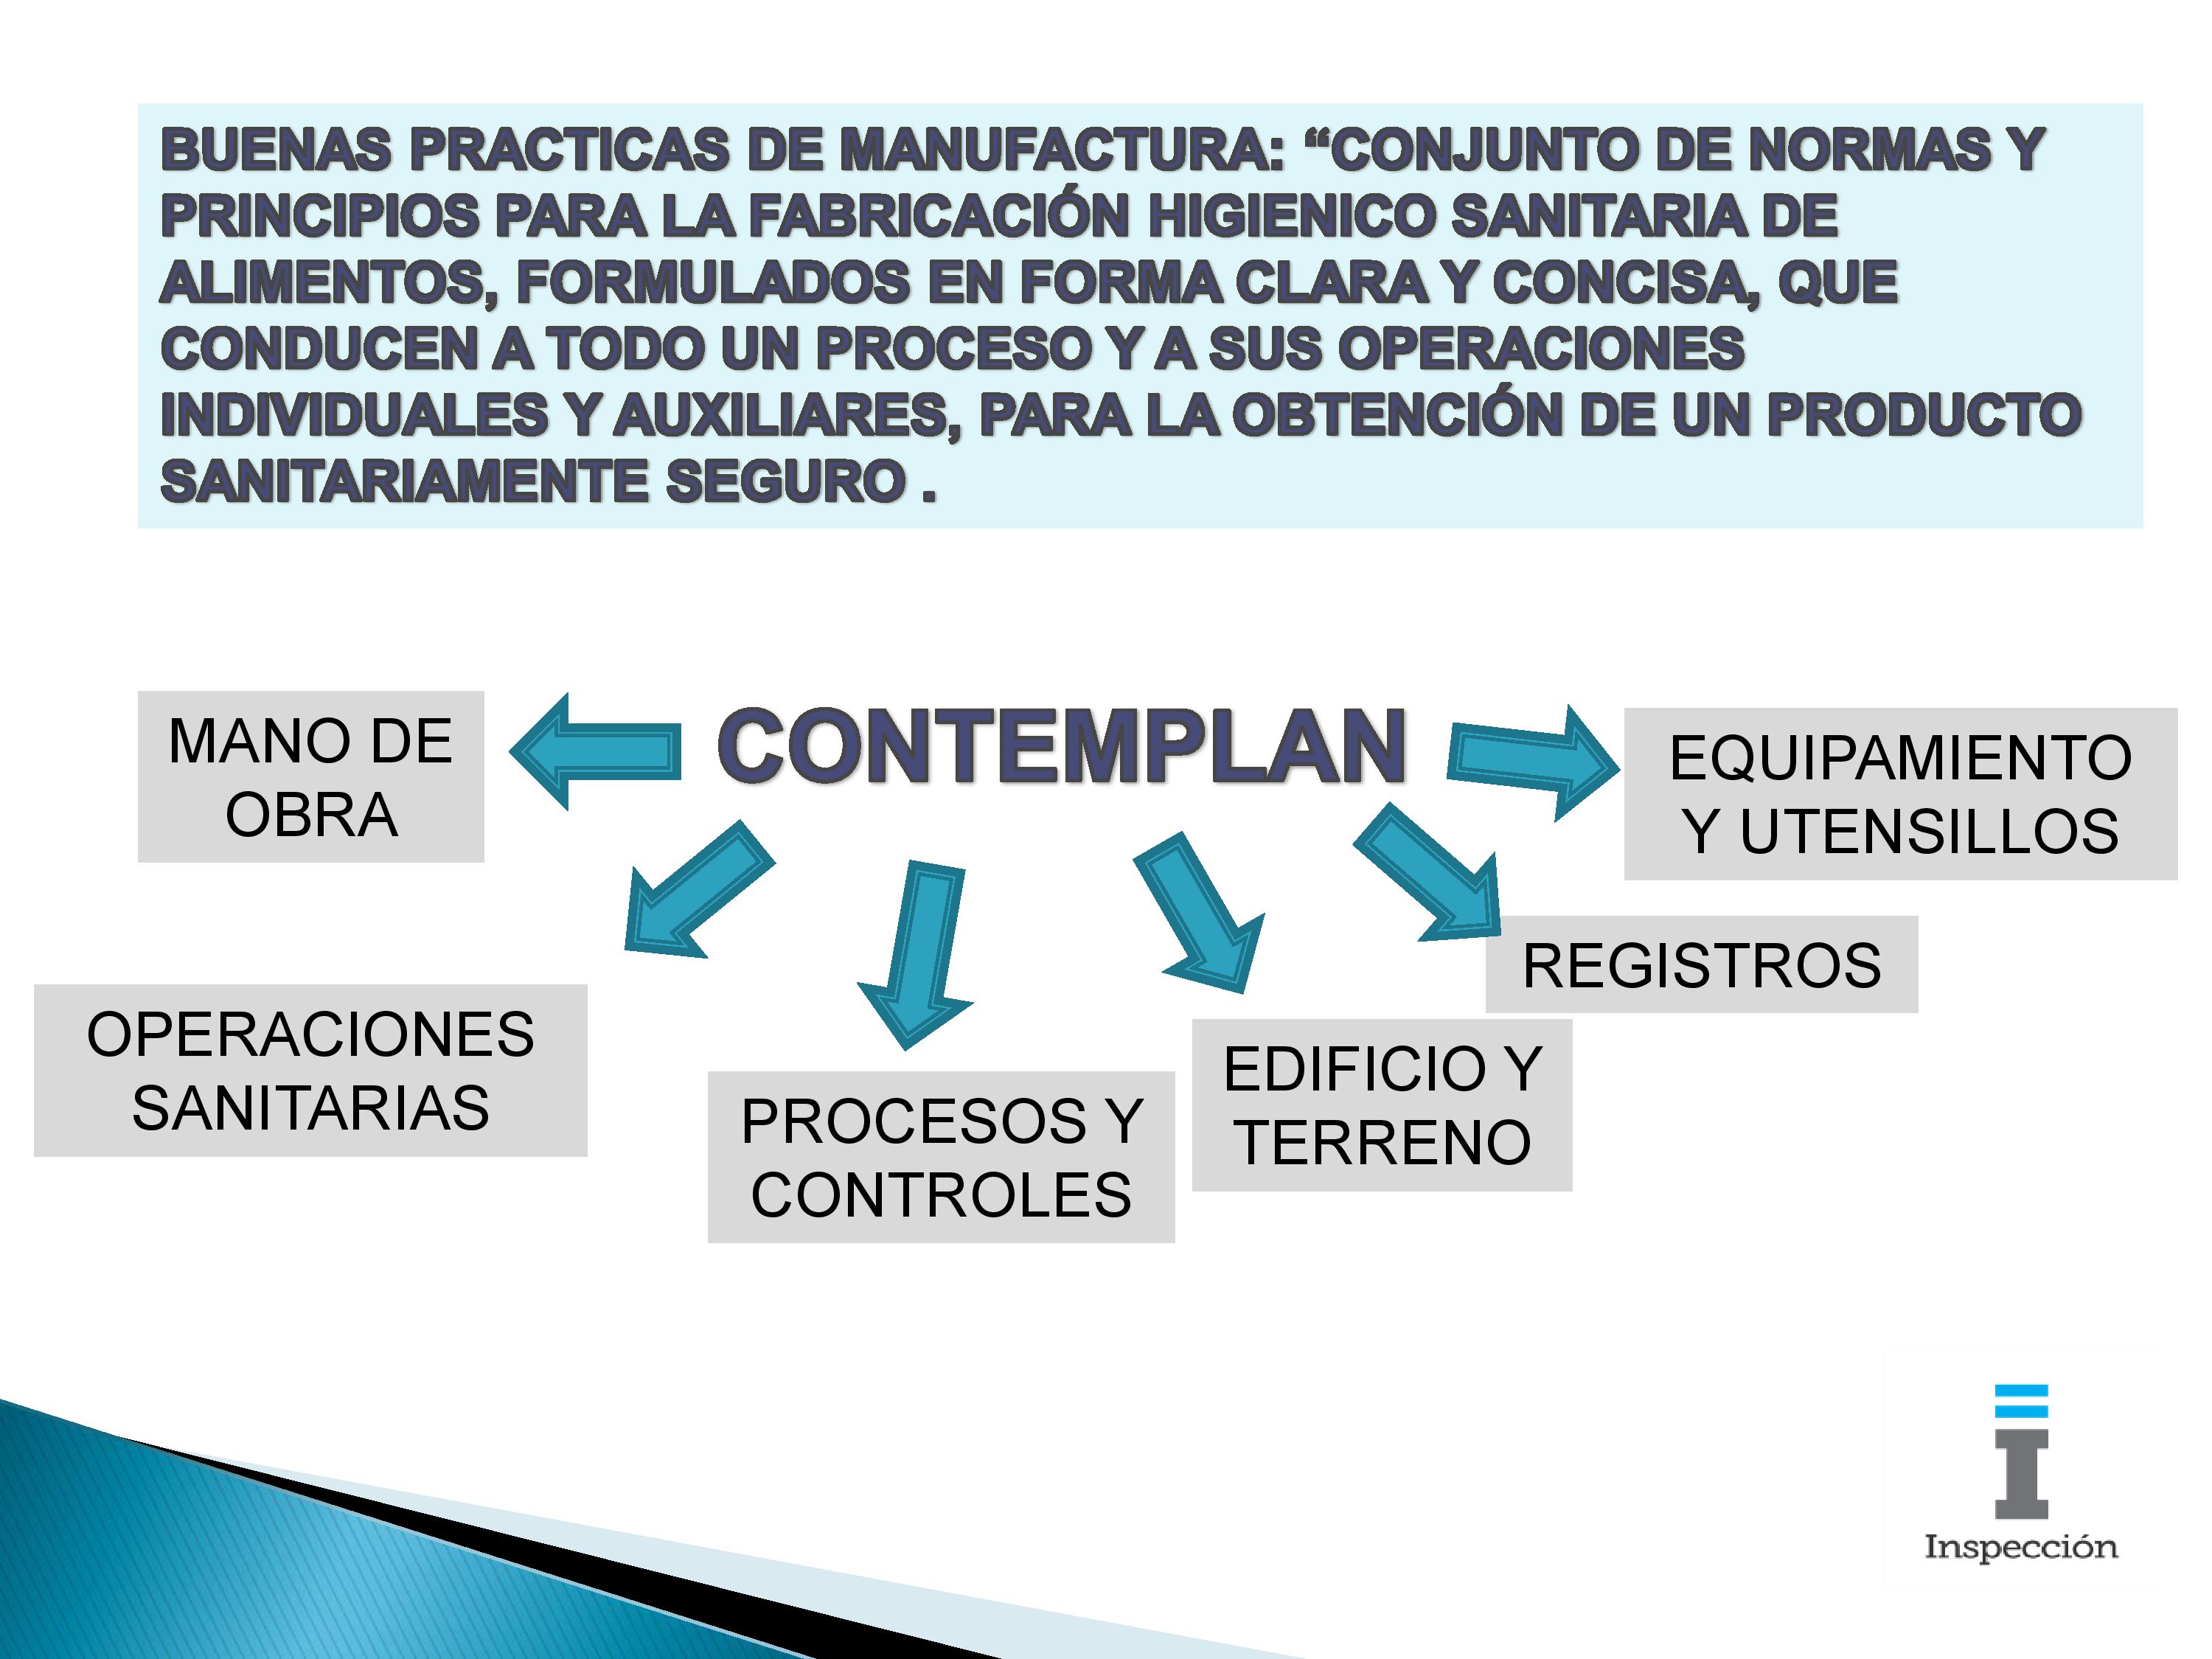 BUENAS PRACTICAS DE MANUFACTURA: “CONJUNTO DE NORMAS Y
PRINCIPIOS PARA LA FABRICACIÓN HIGIENICO SANITARIA DE
ALIMENTOS, FORMULADOS EN FORMA CLARA Y CONCISA, QUE
CONDUCEN A TODO UN PROCESO Y A SUS OPERACIONES
INDIVIDUALES Y AUXILIARES, PARA LA OBTENCIÓN DE UN PRODUCTO
SANITARIAMENTE SEGURO .
CONTEMPLAN
MANO DE
OBRA
OPERACIONES
SANITARIAS
PROCESOS Y
CONTROLES
EDIFICIO Y
TERRENO
REGISTROS
EQUIPAMIENTO
Y UTENSILLOS
Inspección